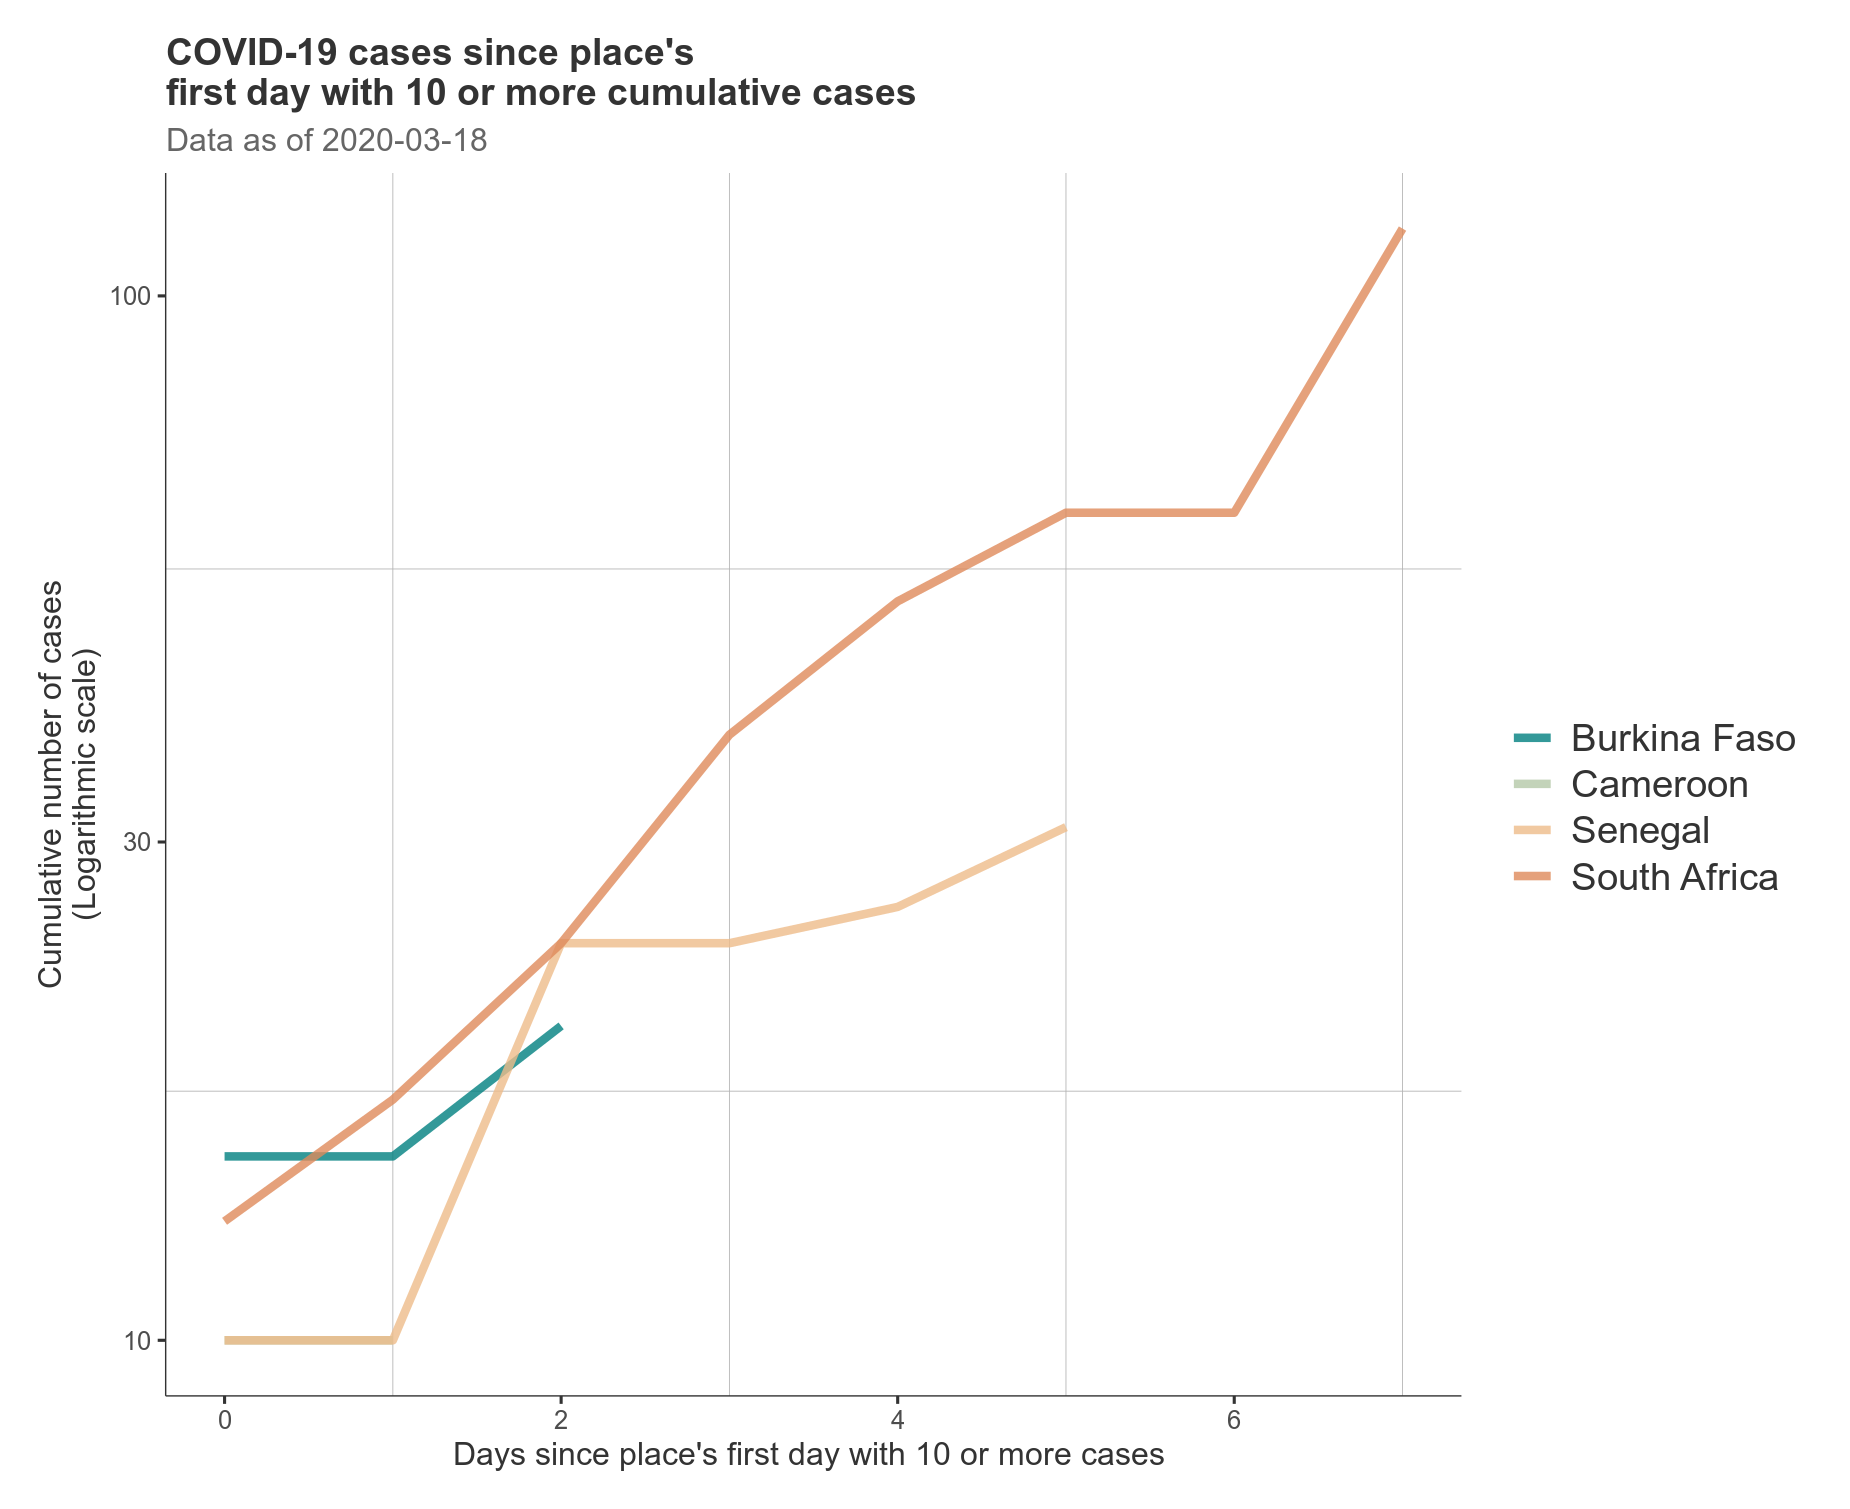 COVID-19 cases since place's
first day with 10 or more cumulative cases
Data as of 2020-03-18
Cumulative number of cases
(Logarithmic scale)
100
30
10
0
2
4
6
Days since place's first day with 10 or more cases
Burkina Faso
Cameroon
Senegal
South Africa